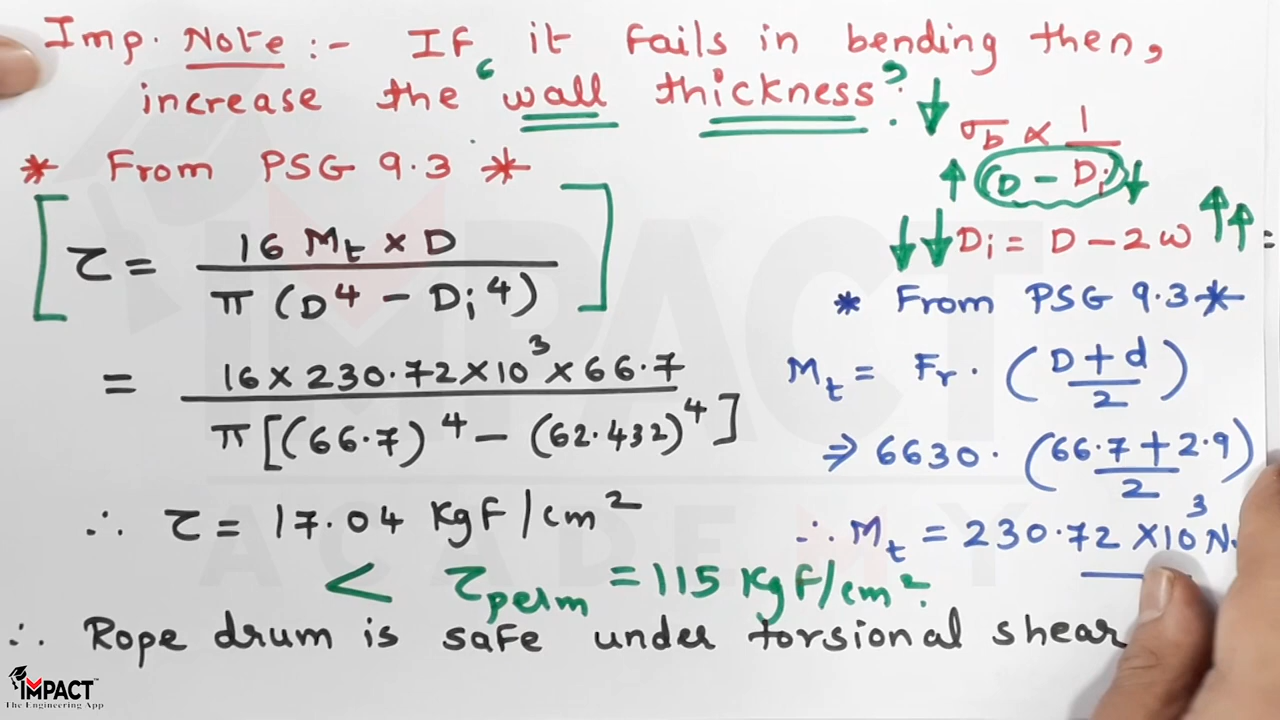 Imp. Note :- If it fails in bending then,
increase the "wall thickness".
σb ∝ 1 / (D - Di)
Di = D - 2w =
* From PSG 9.3 *
τ = 16 Mt × D / π (D⁴ - Di⁴)
= 16 × 230.72 × 10³ × 66.7 / π [(66.7)⁴ - (62.432)⁴]
∴ τ = 17.04 Kgf/cm²
< τperm = 115 Kgf/cm².
∴ Rope drum is safe under torsional shear
* From PSG 9.3 *
Mt = Fr · (D + d / 2)
⇒ 6630 · (66.7 + 2.9 / 2)
∴ Mt = 230.72 × 10³ N.
IMPACT
ACADEMY
IMPACT™
The Engineering App